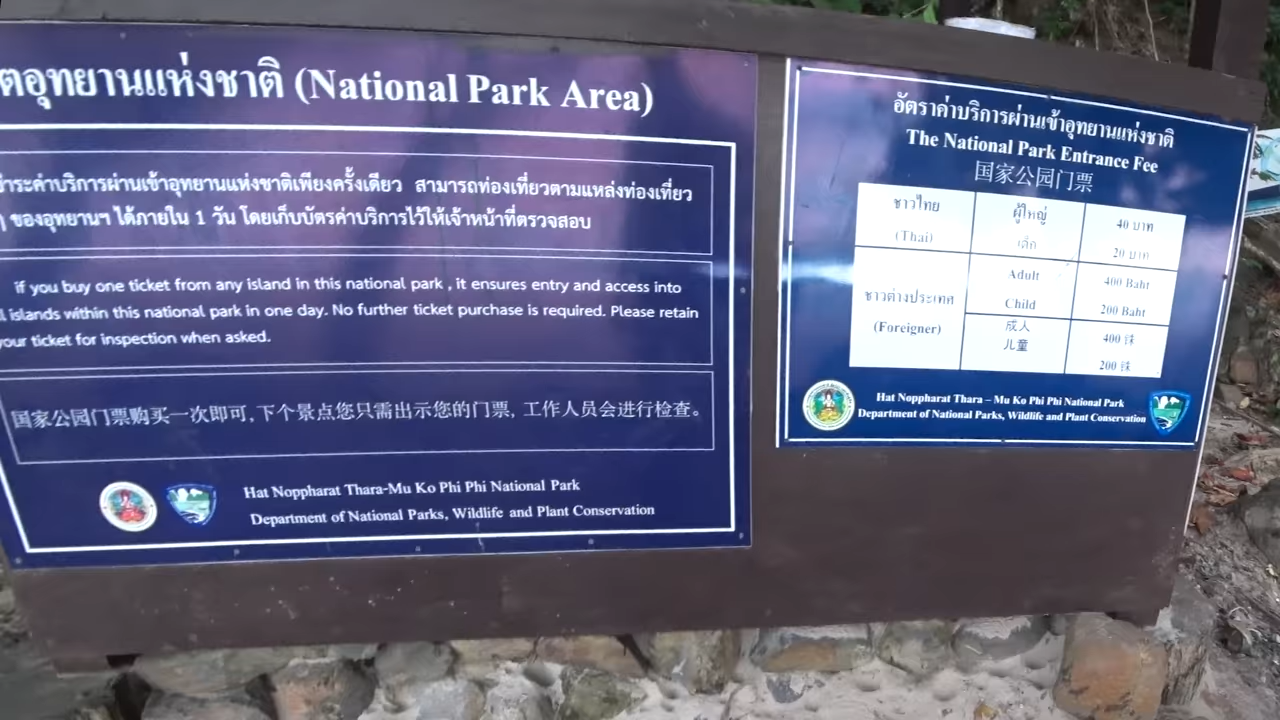 ตอุทยานแห่งชาติ (National Park Area)
ชำระค่าบริการผ่านเข้าอุทยานแห่งชาติเพียงครั้งเดียว สามารถท่องเที่ยวตามแหล่งท่องเที่ยว
ๆ ของอุทยานฯ ได้ภายใน 1 วัน โดยเก็บบัตรค่าบริการไว้ให้เจ้าหน้าที่ตรวจสอบ
if you buy one ticket from any island in this national park , it ensures entry and access into
islands within this national park in one day. No further ticket purchase is required. Please retain
your ticket for inspection when asked.
国家公园门票购买一次即可,下个景点您只需出示您的门票, 工作人员会进行检查。
Hat Noppharat Thara-Mu Ko Phi Phi National Park
Department of National Parks, Wildlife and Plant Conservation
อัตราค่าบริการผ่านเข้าอุทยานแห่งชาติ
The National Park Entrance Fee
国家公园门票
ชาวไทย ผู้ใหญ่ 40 บาท
(Thai) เด็ก 20 บาท
Adult 400 Baht
ชาวต่างประเทศ Child 200 Baht
(Foreigner) 成人 400 铢
儿童 200 铢
Hat Noppharat Thara – Mu Ko Phi Phi National Park
Department of National Parks, Wildlife and Plant Conservation